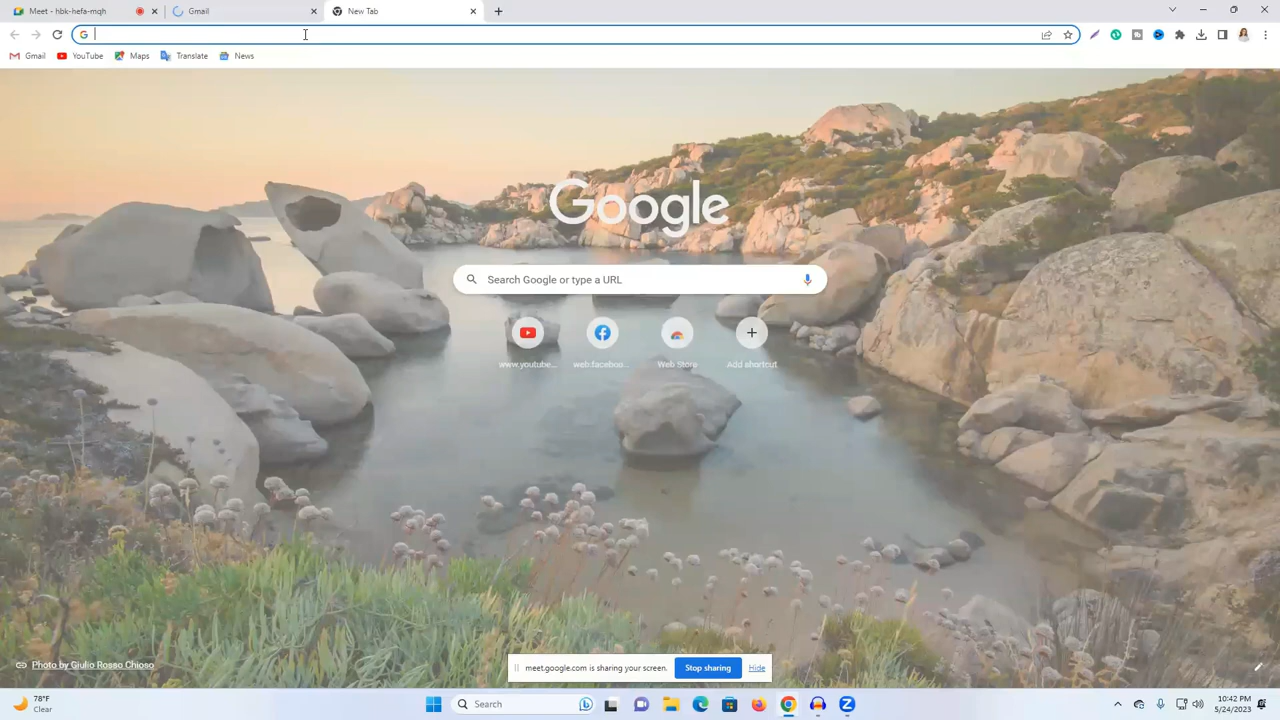 Meet - hbk-hefa-mqh
Gmail
New Tab
Gmail
YouTube
Maps
Translate
News
Google
Search Google or type a URL
www.youtube...
web.facebou...
Web Store
Add shortcut
Photo by Giulio Rosso Chioso
meet.google.com is sharing your screen.
Stop sharing
Hide
78°F
Clear
Search
10:42 PM
5/24/2023